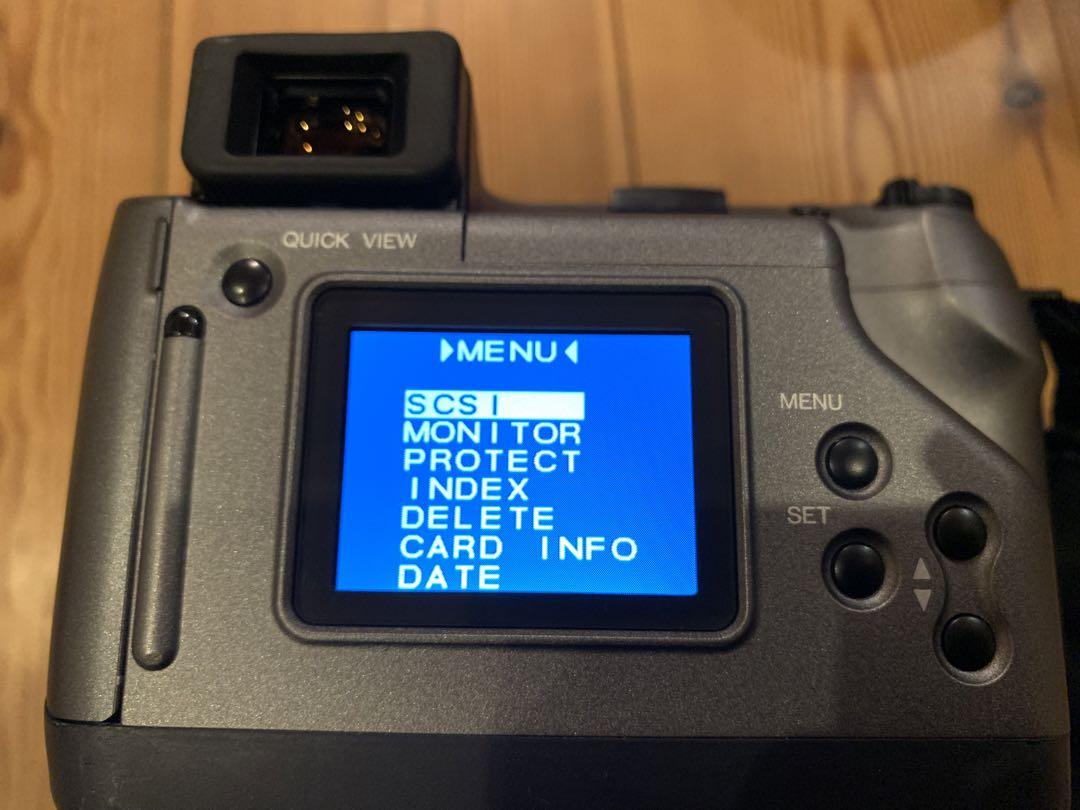 QUICK VIEW
▶MENU◀
SCSI
MONITOR
PROTECT
INDEX
DELETE
CARD INFO
DATE
MENU
SET